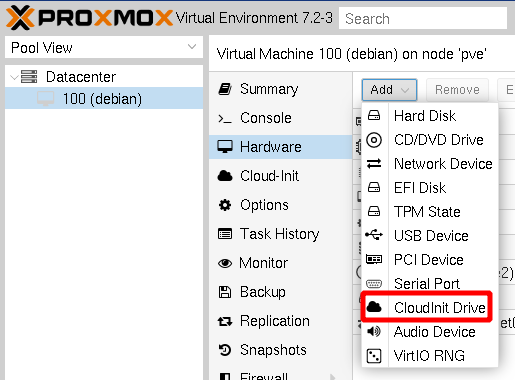 PROXMOX Virtual Environment 7.2-3 Search
Pool View
Datacenter
100 (debian)
Virtual Machine 100 (debian) on node 'pve'
Summary
Console
Hardware
Cloud-Init
Options
Task History
Monitor
Backup
Replication
Snapshots
Firewall
Add Remove E
Hard Disk
CD/DVD Drive
Network Device
EFI Disk
TPM State
USB Device
PCI Device
Serial Port
CloudInit Drive
Audio Device
VirtIO RNG